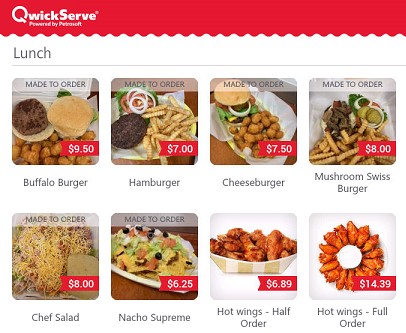 QwickServe®
Powered by Petrosoft
Lunch
MADE TO ORDER
MADE TO ORDER
MADE TO ORDER
MADE TO ORDER
$9.50
$7.00
$7.50
$8.00
Buffalo Burger
Hamburger
Cheeseburger
Mushroom Swiss
Burger
MADE TO ORDER
MADE TO ORDER
$8.00
$6.25
$6.89
$14.39
Chef Salad
Nacho Supreme
Hot wings - Half
Order
Hot wings - Full
Order